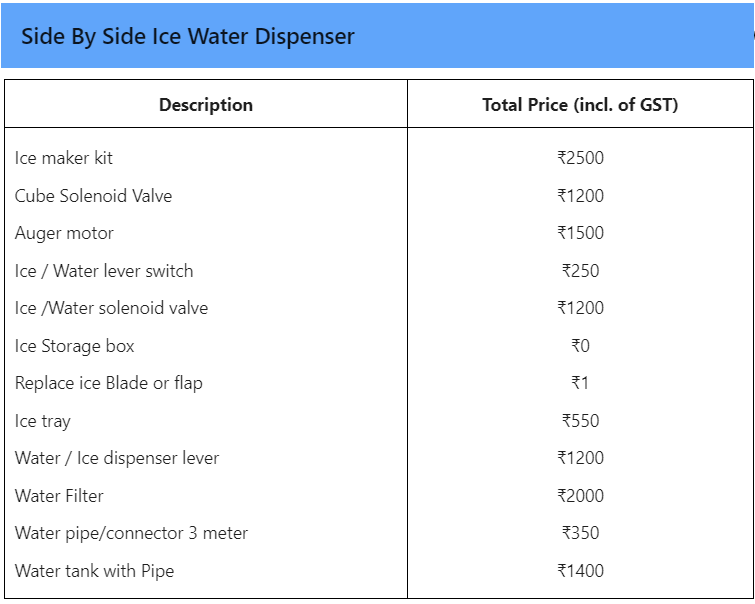 Side By Side Ice Water Dispenser
Description Total Price (incl. of GST)
Ice maker kit ₹2500
Cube Solenoid Valve ₹1200
Auger motor ₹1500
Ice / Water lever switch ₹250
Ice /Water solenoid valve ₹1200
Ice Storage box ₹0
Replace ice Blade or flap ₹1
Ice tray ₹550
Water / Ice dispenser lever ₹1200
Water Filter ₹2000
Water pipe/connector 3 meter ₹350
Water tank with Pipe ₹1400